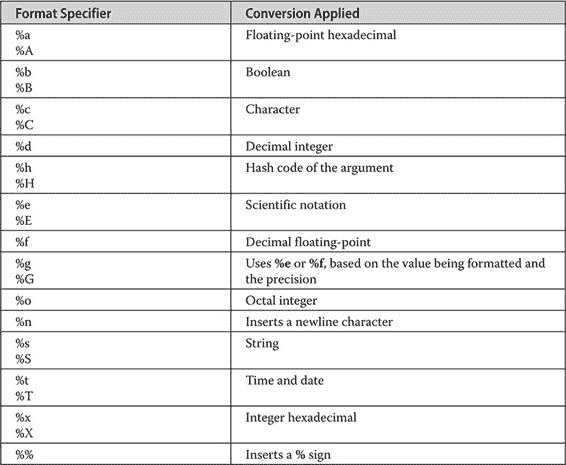 Format Specifier Conversion Applied
%a Floating-point hexadecimal
%A
%b Boolean
%B
%c Character
%C
%d Decimal integer
%h Hash code of the argument
%H
%e Scientific notation
%E
%f Decimal floating-point
%g Uses %e or %f, based on the value being formatted and
%G the precision
%o Octal integer
%n Inserts a newline character
%s String
%S
%t Time and date
%T
%x Integer hexadecimal
%X
%% Inserts a % sign